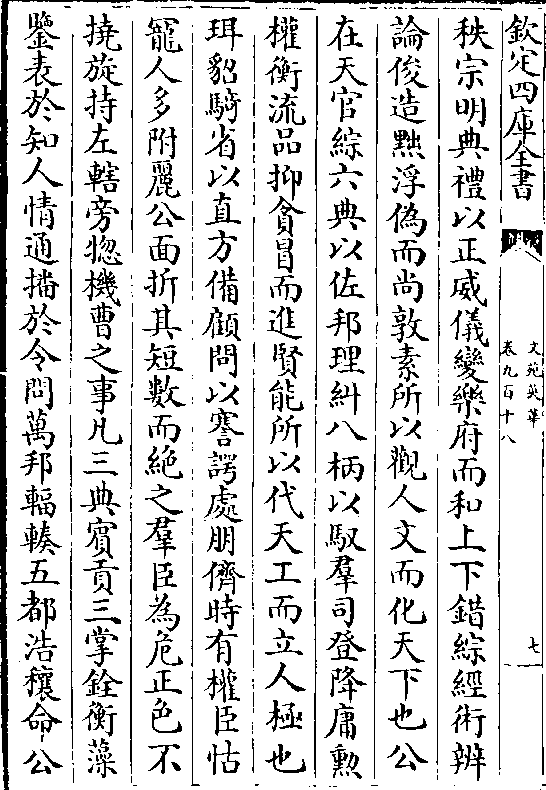 欽定四庫全書
文苑英華
卷九百十八
七
秩宗明典禮以正威儀變樂府而和上下錯綜經術辨
論俊造黜浮偽而尚敦素所以觀人文而化天下也公
在天官綜六典以佐邦理糾八柄以馭羣司登降庸勲
權衡流品抑貪冒而進賢能所以代天工而立人極也
珥貂騎省以直方備顧問以謇諤處朋儕時有權臣怙
寵人多附麗公面折其短數而絶之羣臣為危正色不
撓旋持左轄旁惣機曹之事凡三典賓貢三掌銓衡藻
鑒表於知人情通播於令問萬邦輻輳五都浩穰命公